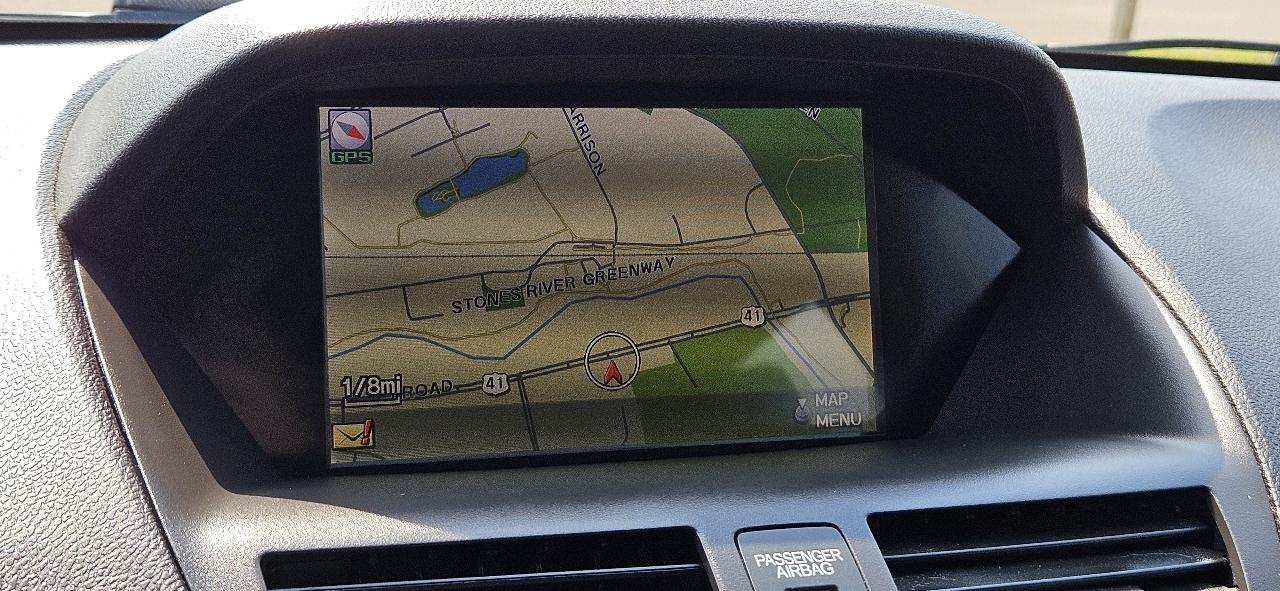 GPS
ARRISON
STONES RIVER GREENWAY
41
41
1/8mi
ROAD
MAP
MENU
PASSENGER
AIRBAG